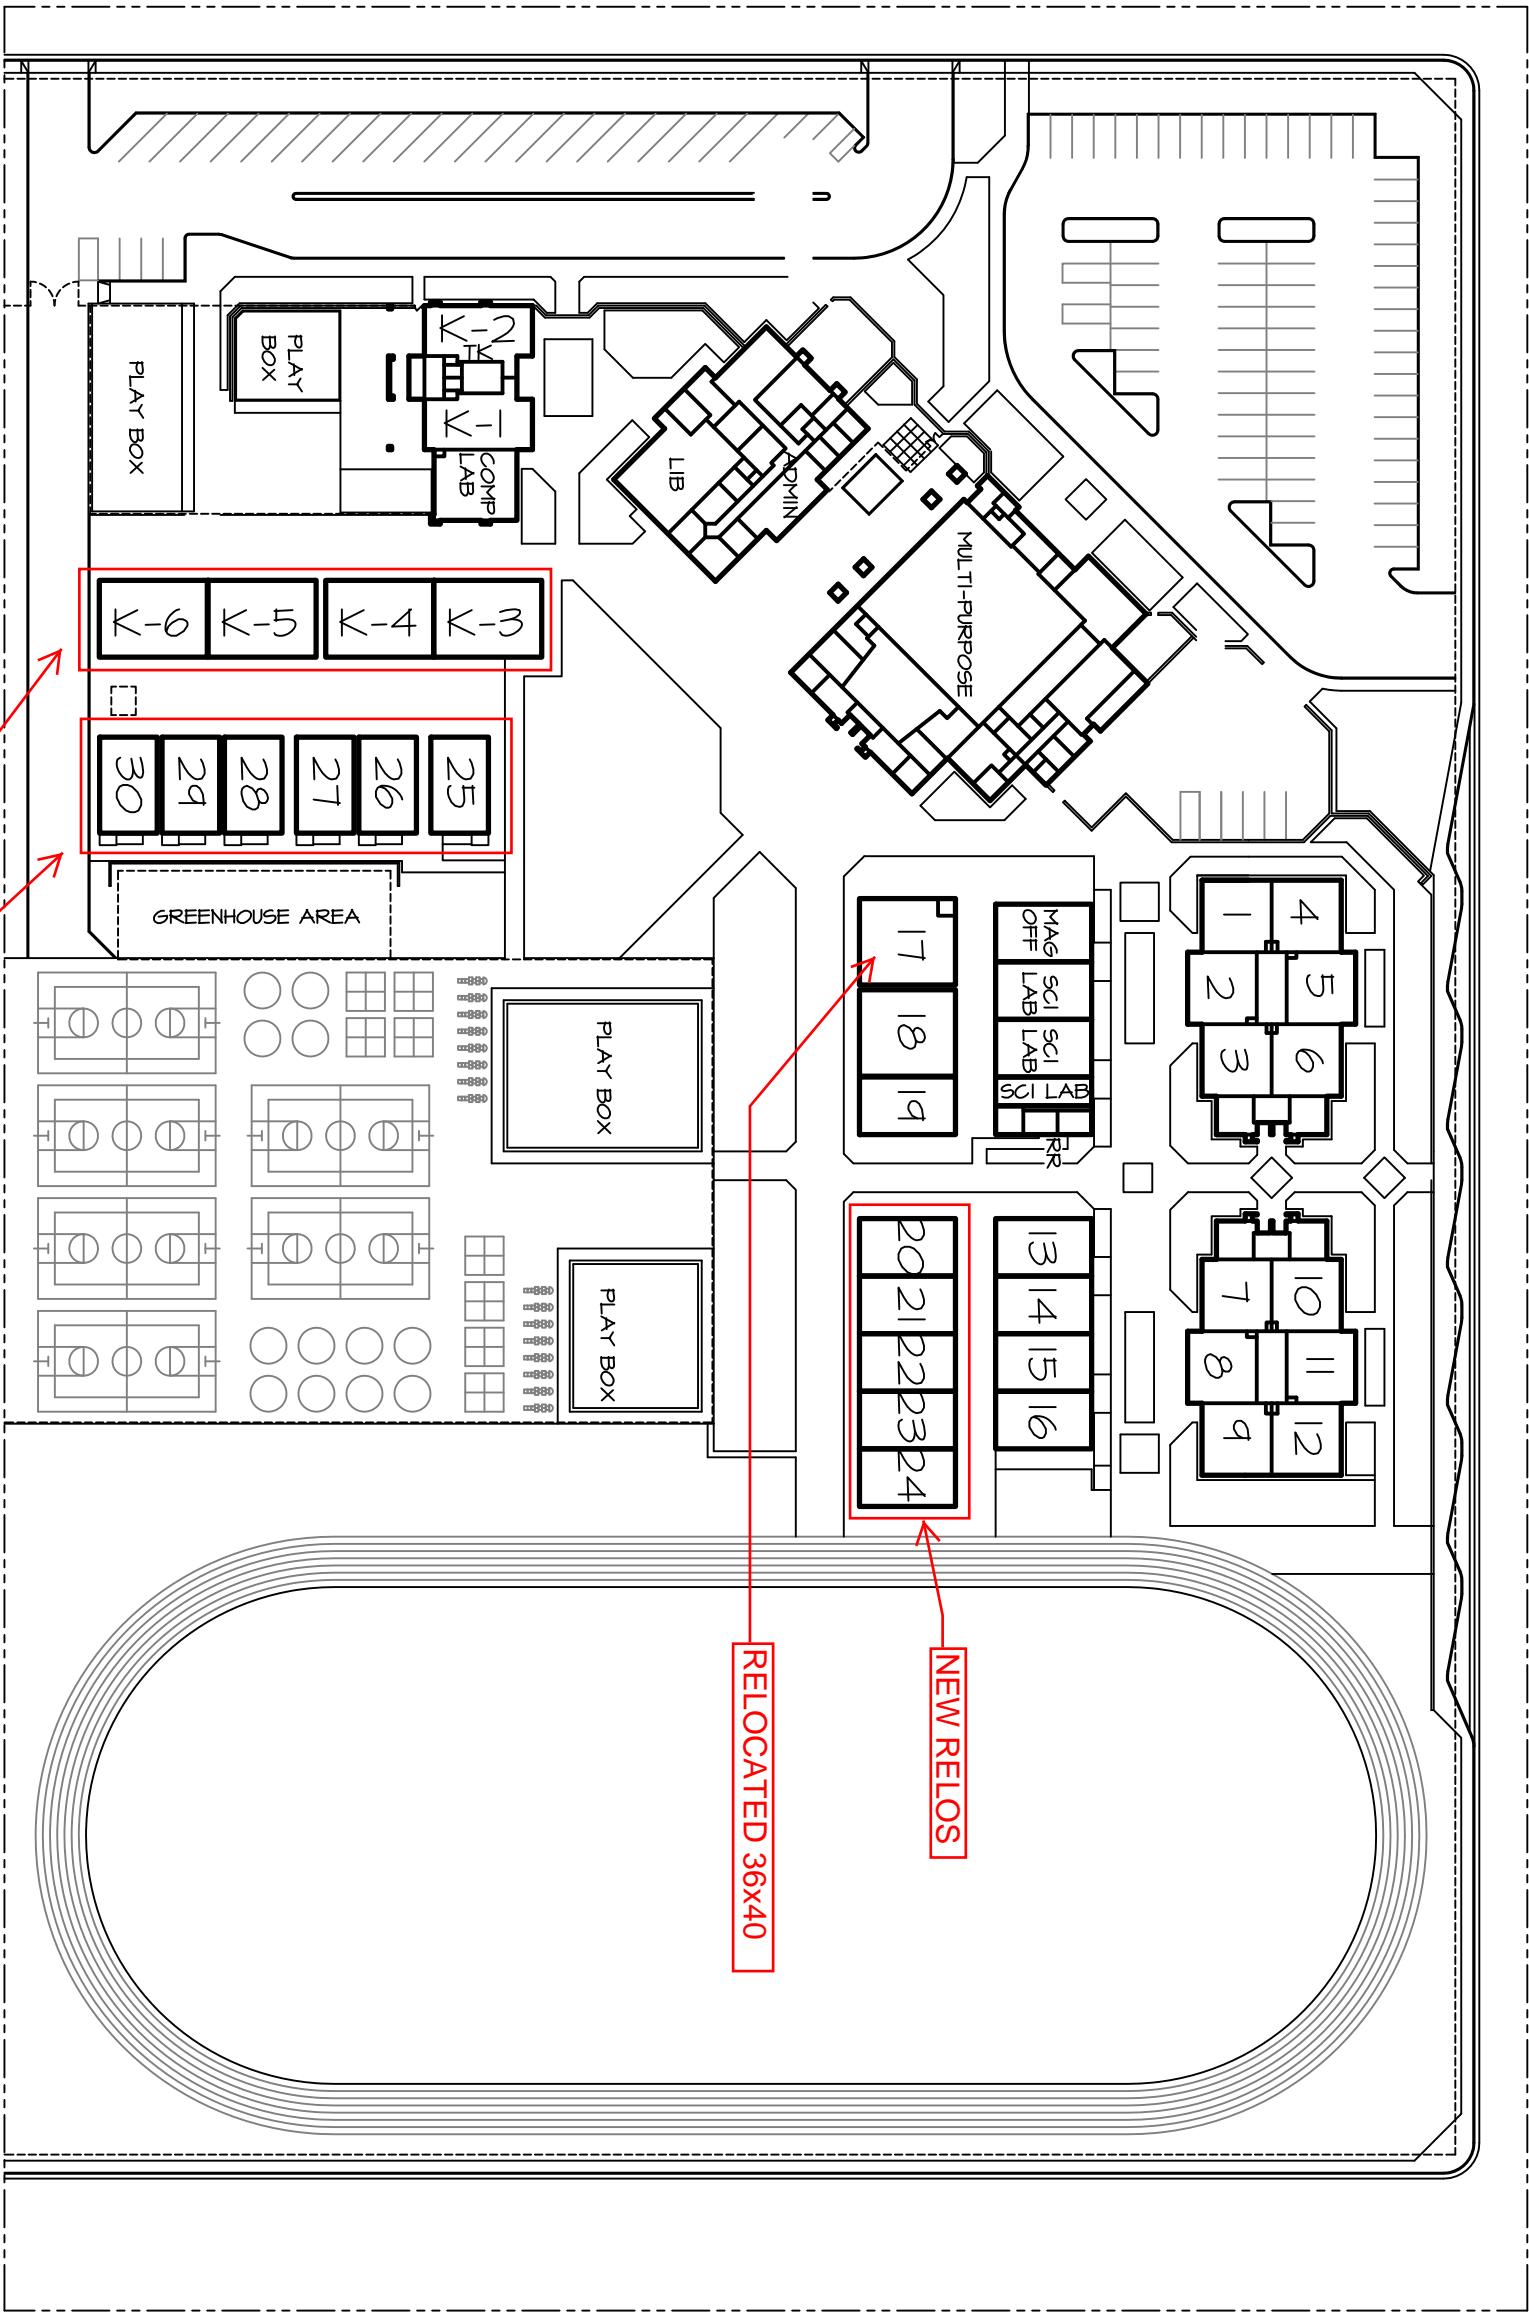 K-2
TK
K-1
COMP
LAB
PLAY
BOX
PLAY BOX
LIB
ADMIN
MULTI-PURPOSE
K-6
K-5
K-4
K-3
30
29
28
27
26
25
GREENHOUSE AREA
17
18
19
MAG
OFF
SCI
LAB
SCI
LAB
SCI LAB
RR
1
4
2
5
3
6
PLAY BOX
PLAY BOX
20
21
22
23
24
13
14
15
16
7
10
8
11
9
12
RELOCATED 36x40
NEW RELOS